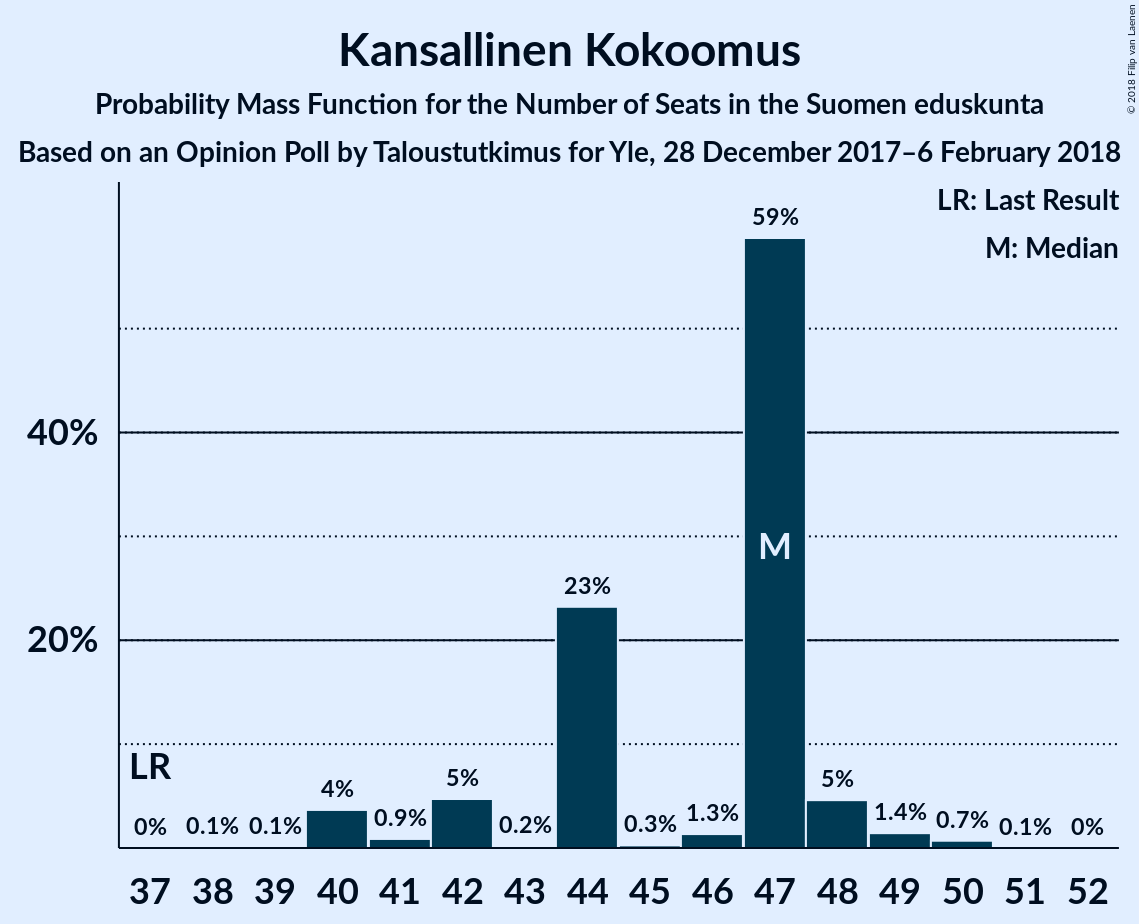 Kansallinen Kokoomus
Probability Mass Function for the Number of Seats in the Suomen eduskunta
Based on an Opinion Poll by Taloustutkimus for Yle, 28 December 2017–6 February 2018
© 2018 Filip van Laenen
LR: Last Result
M: Median
59%
40%
M
23%
20%
LR
0% 0.1% 0.1% 4% 0.9% 5% 0.2% 0.3% 1.3% 5% 1.4% 0.7% 0.1% 0%
37 38 39 40 41 42 43 44 45 46 47 48 49 50 51 52